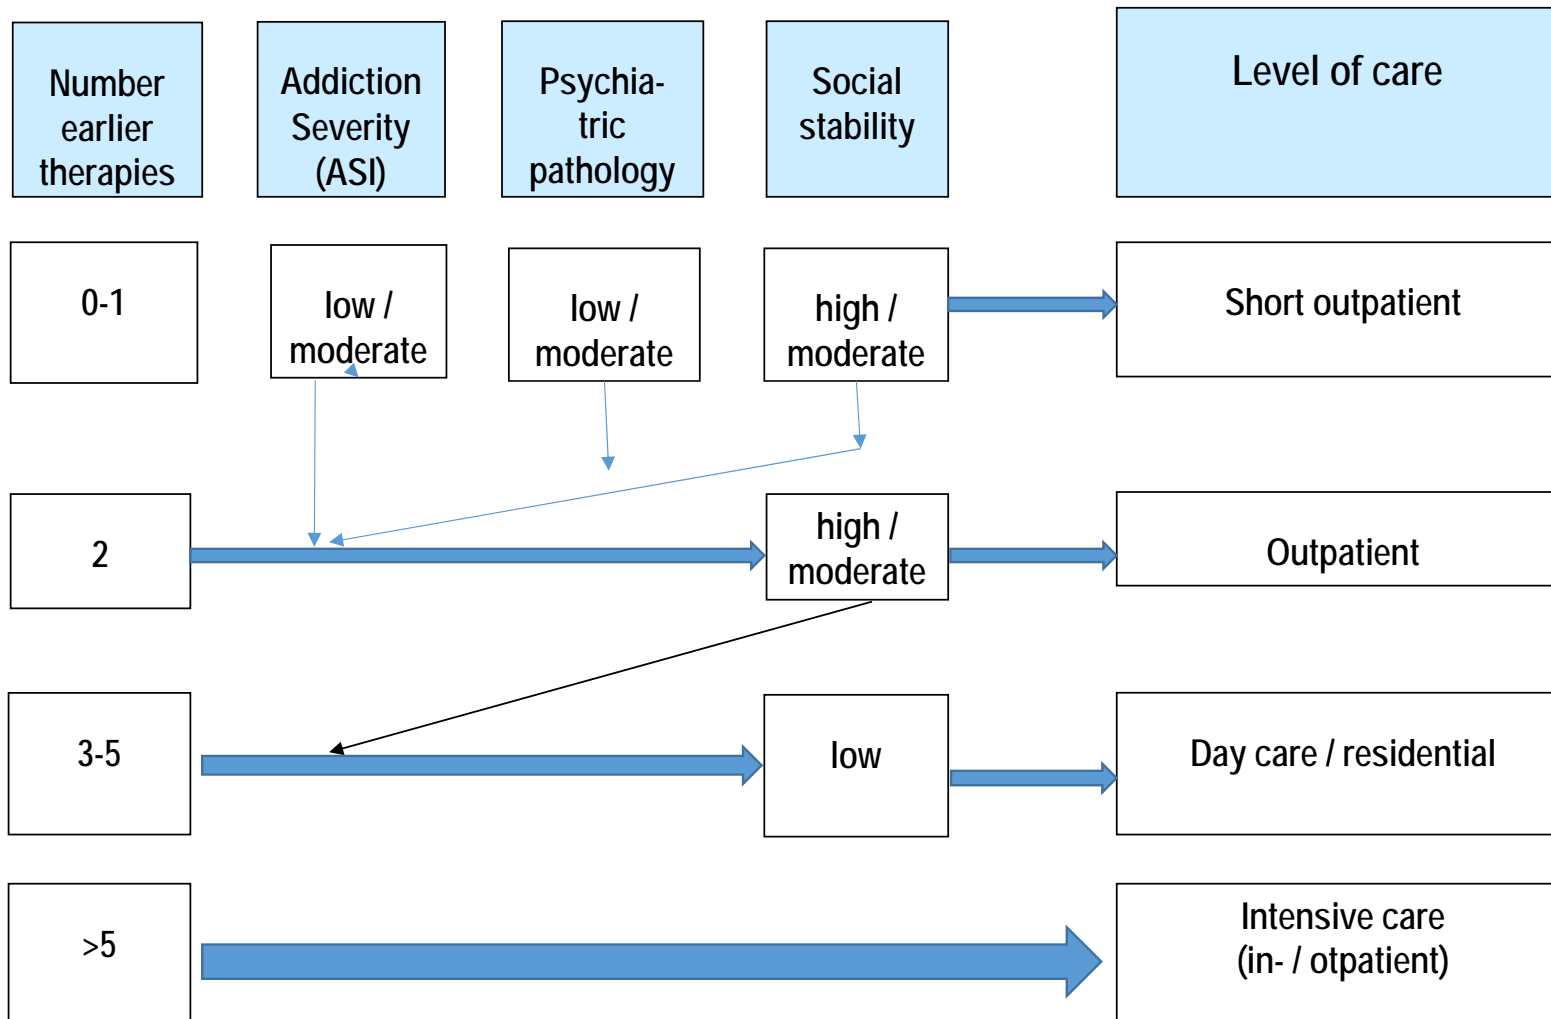 Number
earlier
therapies
Addiction
Severity
(ASI)
Psychia-
tric
pathology
Social
stability
Level of care
0-1
low /
moderate
low /
moderate
high /
moderate
Short outpatient
2
high /
moderate
Outpatient
3-5
low
Day care / residential
>5
Intensive care
(in- / otpatient)